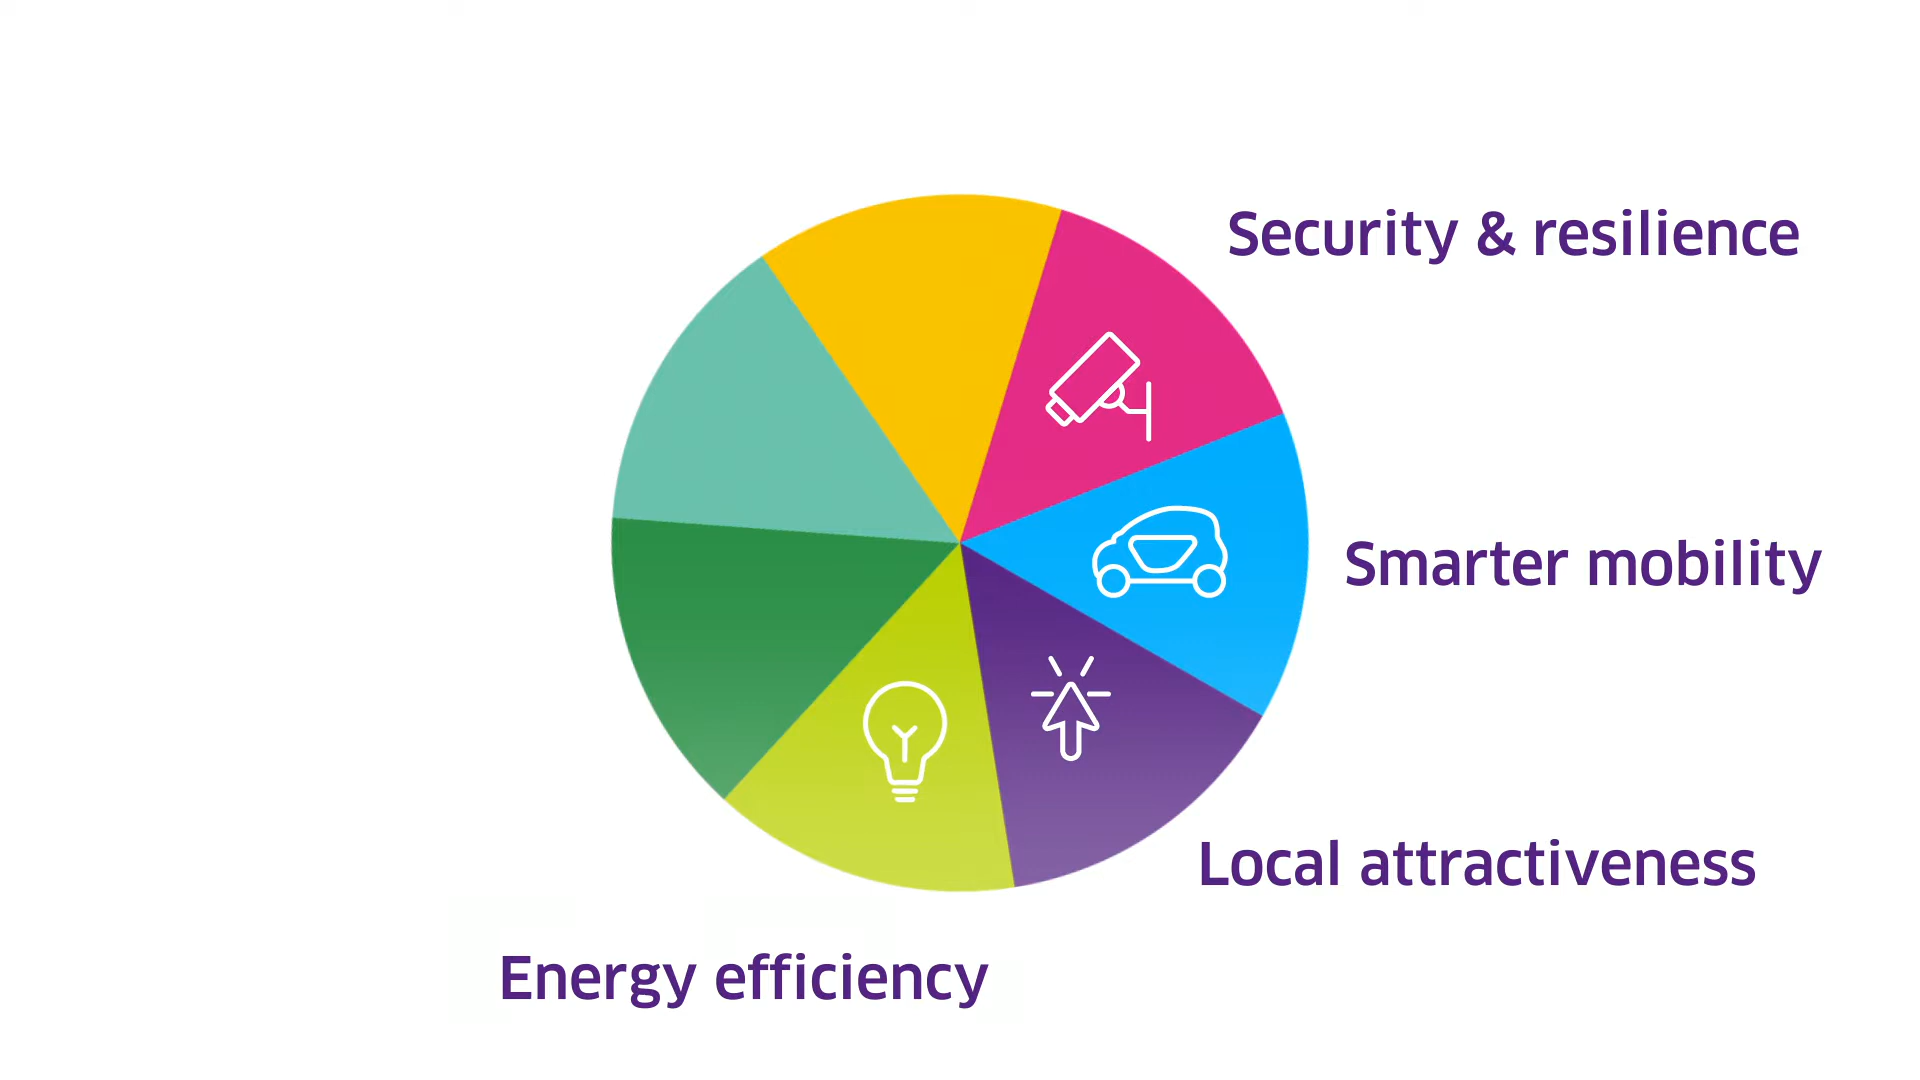 Security & resilience
Smarter mobility
Local attractiveness
Energy efficiency